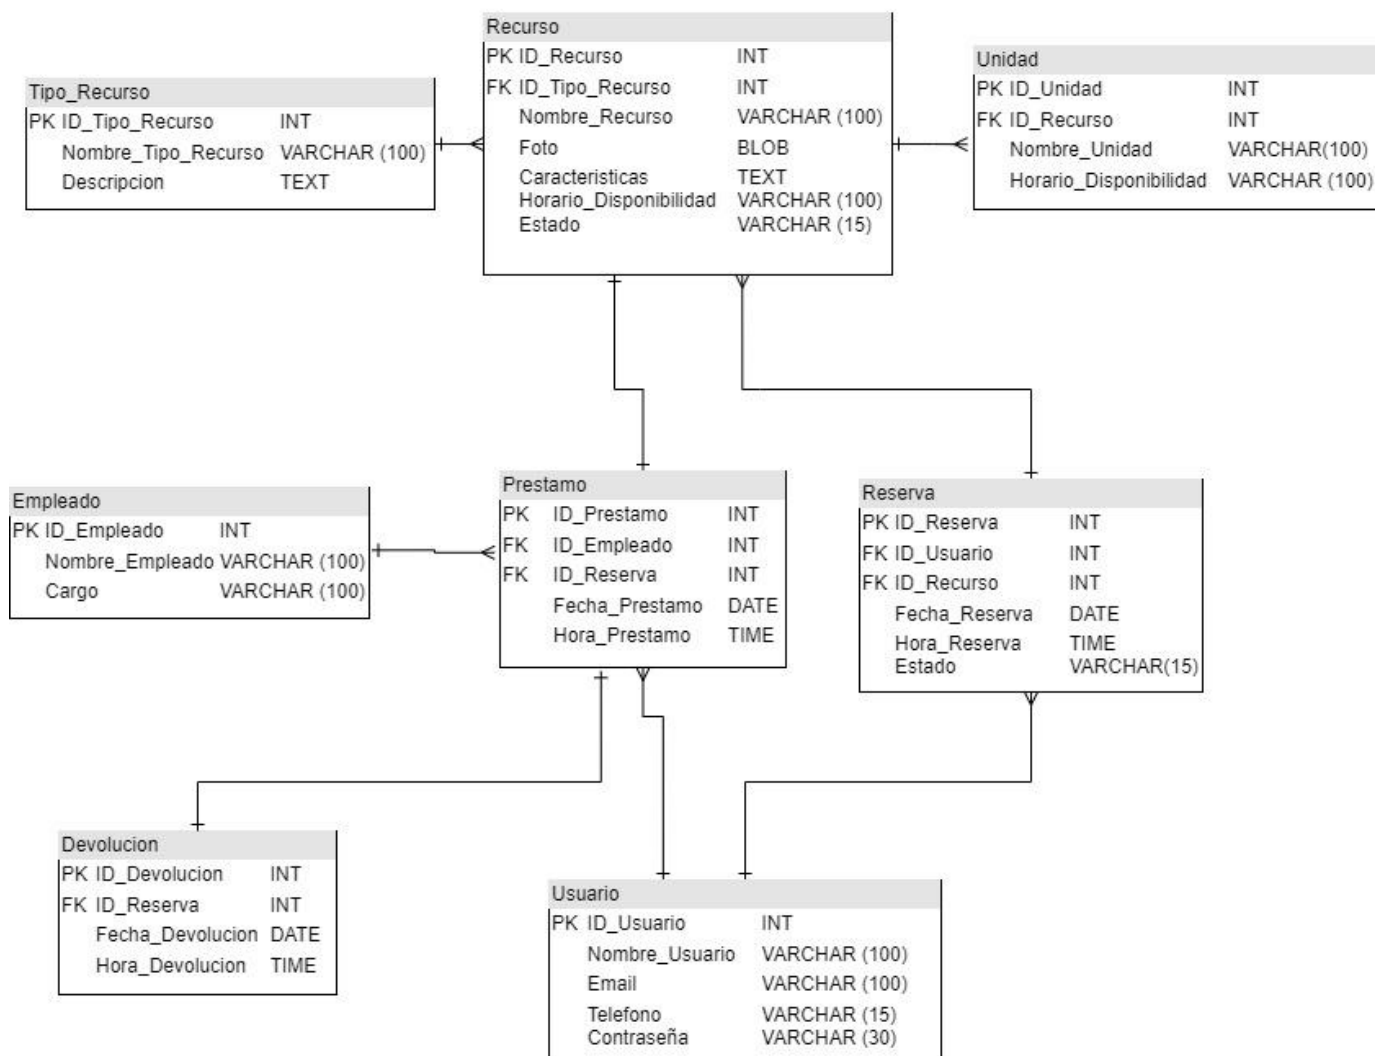 Recurso
PK ID_Recurso INT
FK ID_Tipo_Recurso INT
Nombre_Recurso VARCHAR (100)
Foto BLOB
Caracteristicas TEXT
Horario_Disponibilidad VARCHAR (100)
Estado VARCHAR (15)
Tipo_Recurso
PK ID_Tipo_Recurso INT
Nombre_Tipo_Recurso VARCHAR (100)
Descripcion TEXT
Unidad
PK ID_Unidad INT
FK ID_Recurso INT
Nombre_Unidad VARCHAR(100)
Horario_Disponibilidad VARCHAR (100)
Empleado
PK ID_Empleado INT
Nombre_Empleado VARCHAR (100)
Cargo VARCHAR (100)
Prestamo
PK ID_Prestamo INT
FK ID_Empleado INT
FK ID_Reserva INT
Fecha_Prestamo DATE
Hora_Prestamo TIME
Reserva
PK ID_Reserva INT
FK ID_Usuario INT
FK ID_Recurso INT
Fecha_Reserva DATE
Hora_Reserva TIME
Estado VARCHAR(15)
Devolucion
PK ID_Devolucion INT
FK ID_Reserva INT
Fecha_Devolucion DATE
Hora_Devolucion TIME
Usuario
PK ID_Usuario INT
Nombre_Usuario VARCHAR (100)
Email VARCHAR (100)
Telefono VARCHAR (15)
Contraseña VARCHAR (30)